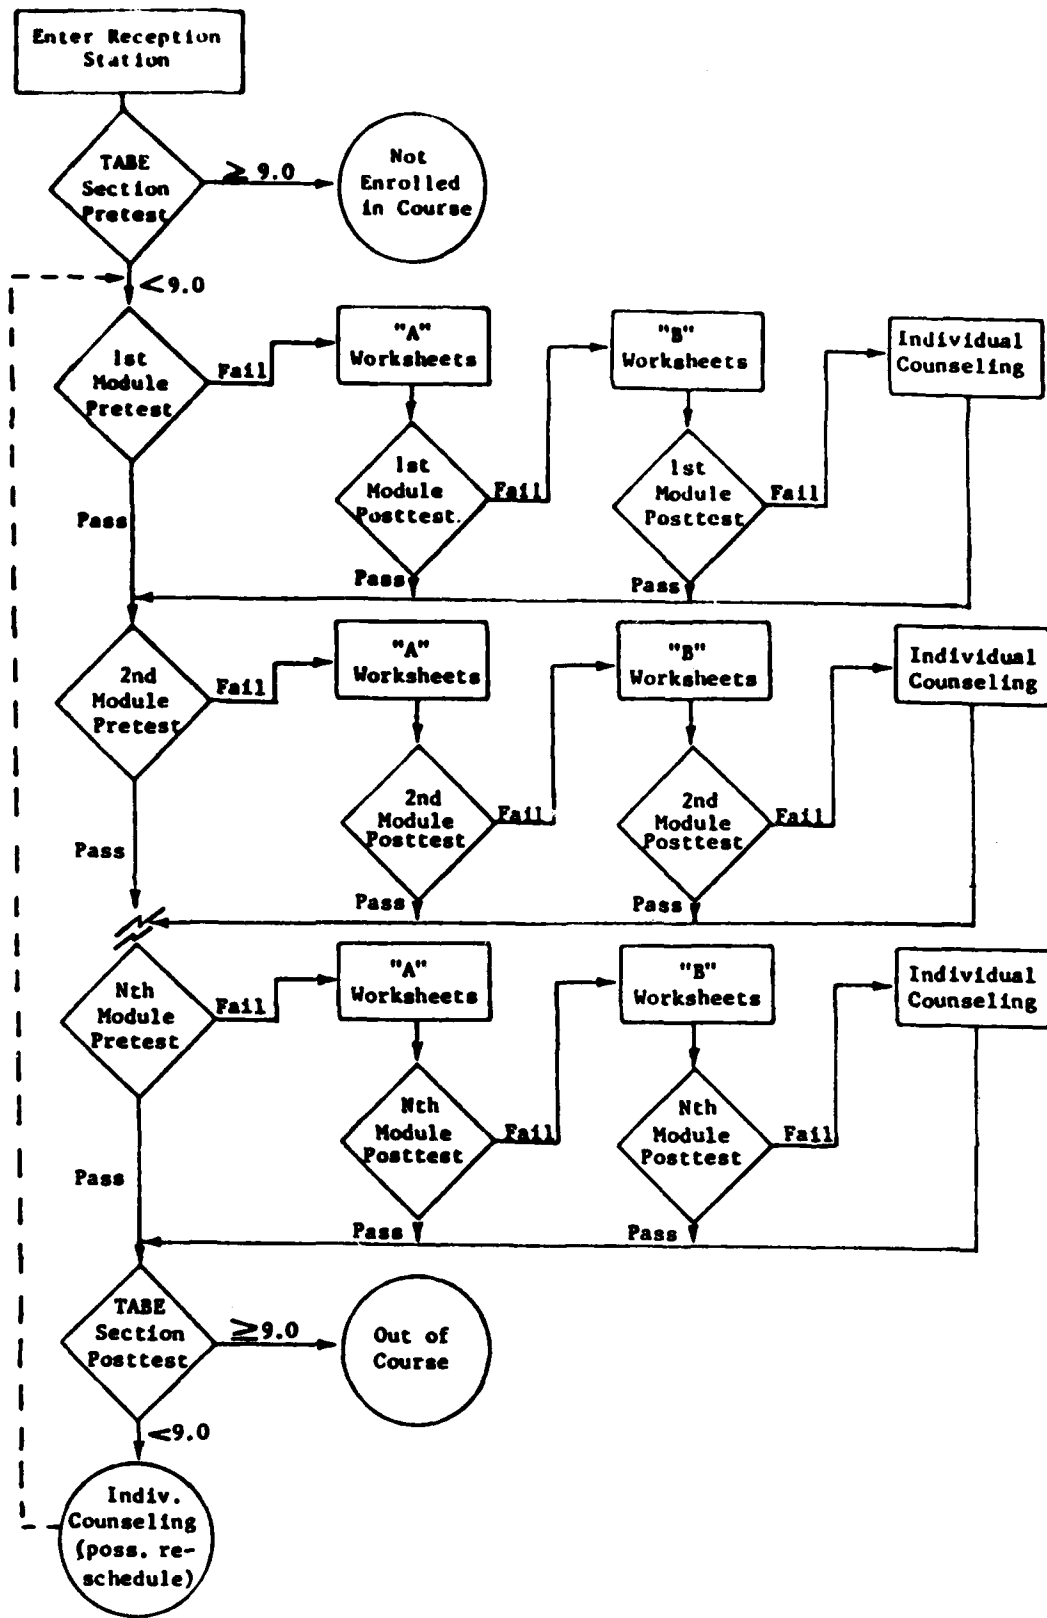 Enter Reception
Station
TABE
Section
Pretest
≥ 9.0
Not
Enrolled
in Course
<9.0
1st
Module
Pretest
Fail
"A"
Worksheets
1st
Module
Posttest.
Fail
"B"
Worksheets
1st
Module
Posttest
Fail
Individual
Counseling
Pass
Pass
Pass
2nd
Module
Pretest
Fail
"A"
Worksheets
2nd
Module
Posttest
Fail
"B"
Worksheets
2nd
Module
Posttest
Fail
Individual
Counseling
Pass
Pass
Pass
Nth
Module
Pretest
Fail
"A"
Worksheets
Nth
Module
Posttest
Fail
"B"
Worksheets
Nth
Module
Posttest
Fail
Individual
Counseling
Pass
Pass
Pass
TABE
Section
Posttest
≥9.0
Out of
Course
<9.0
Indiv.
Counseling
(poss. re-
schedule)